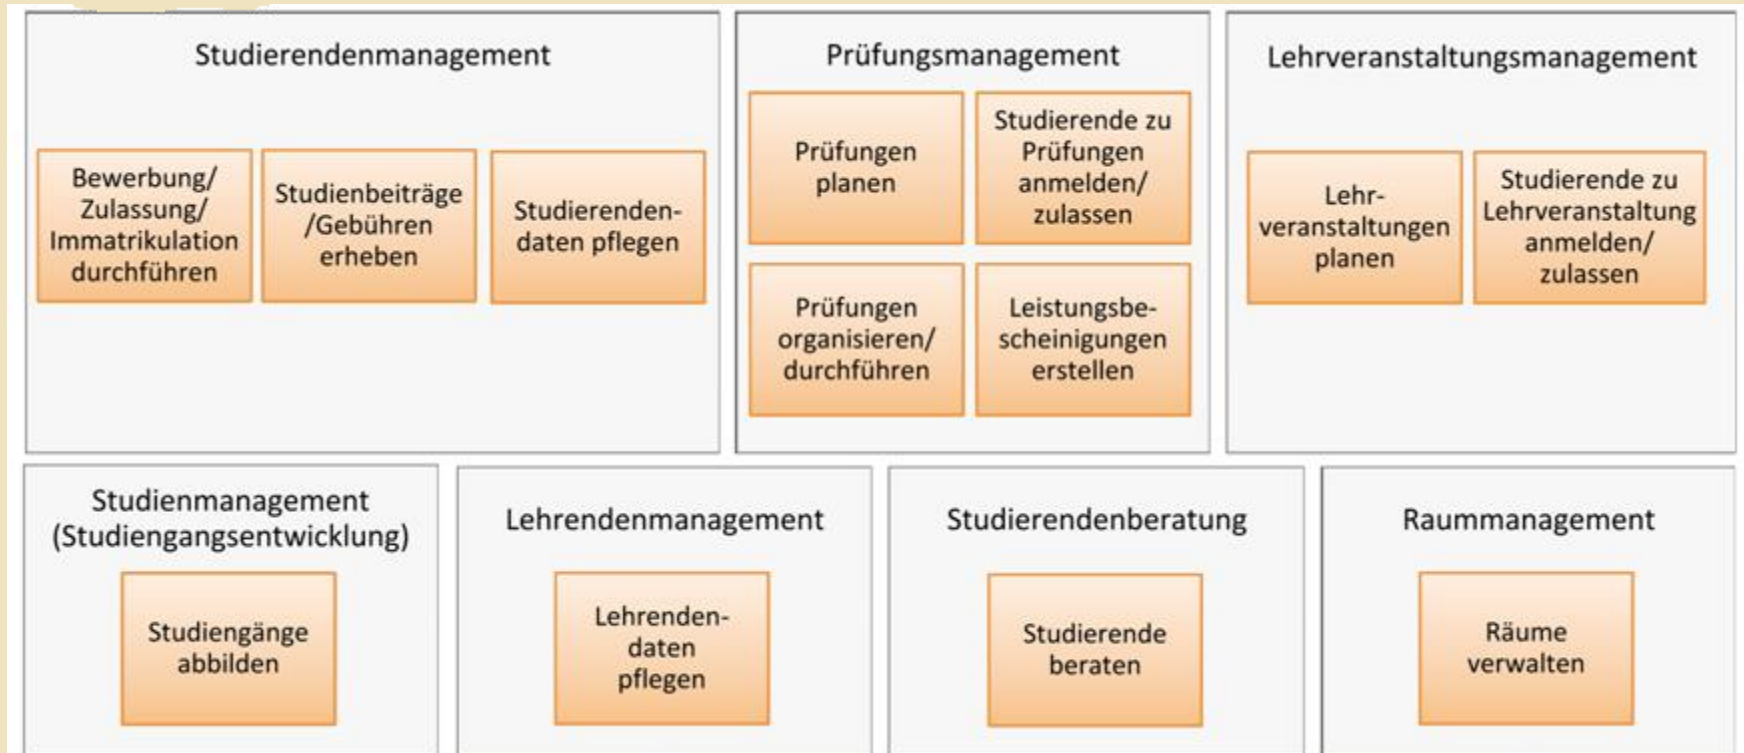 Studierendenmanagement
Bewerbung/
Zulassung/
Immatrikulation
durchführen
Studienbeiträge
/Gebühren
erheben
Studierenden-
daten pflegen
Prüfungsmanagement
Prüfungen
planen
Studierende zu
Prüfungen
anmelden/
zulassen
Prüfungen
organisieren/
durchführen
Leistungsbe-
scheinigungen
erstellen
Lehrveranstaltungsmanagement
Lehr-
veranstaltungen
planen
Studierende zu
Lehrveranstaltung
anmelden/
zulassen
Studienmanagement
(Studiengangsentwicklung)
Studiengänge
abbilden
Lehrendenmanagement
Lehrenden-
daten
pflegen
Studierendenberatung
Studierende
beraten
Raummanagement
Räume
verwalten